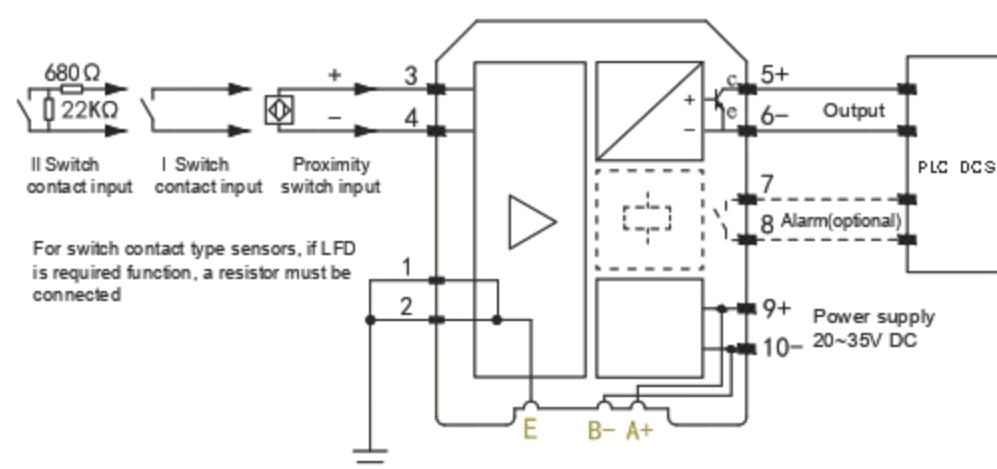 680Ω
22KΩ
II Switch
contact input
I Switch
contact input
+
−
Proximity
switch input
3
4
For switch contact type sensors, if LFD
is required function, a resistor must be
connected
1
2
+
−
c
e
5+
6−
Output
PLC DCS
7
8 Alarm(optional)
9+
10−
Power supply
20~35V DC
E
B− A+